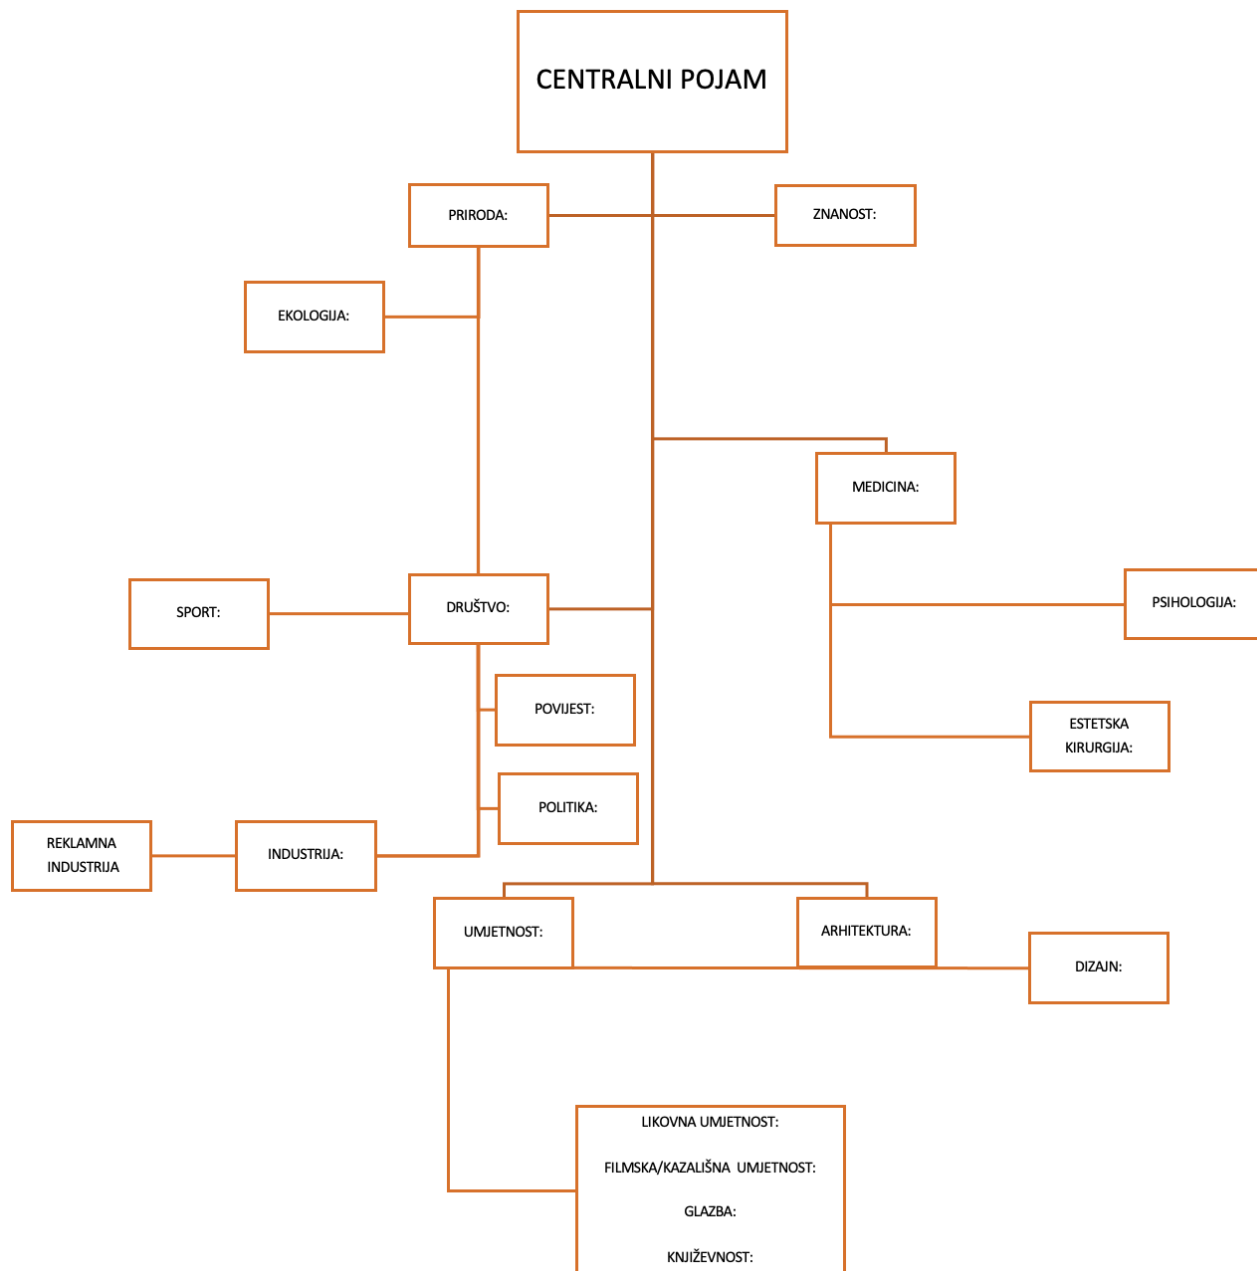 CENTRALNI POJAM
PRIRODA:
ZNANOST:
EKOLOGIJA:
MEDICINA:
PSIHOLOGIJA:
SPORT:
DRUŠTVO:
POVIJEST:
ESTETSKA
KIRURGIJA:
POLITIKA:
REKLAMNA
INDUSTRIJA
INDUSTRIJA:
UMJETNOST:
ARHITEKTURA:
DIZAJN:
LIKOVNA UMJETNOST:
FILMSKA/KAZALIŠNA UMJETNOST:
GLAZBA:
KNJIŽEVNOST: